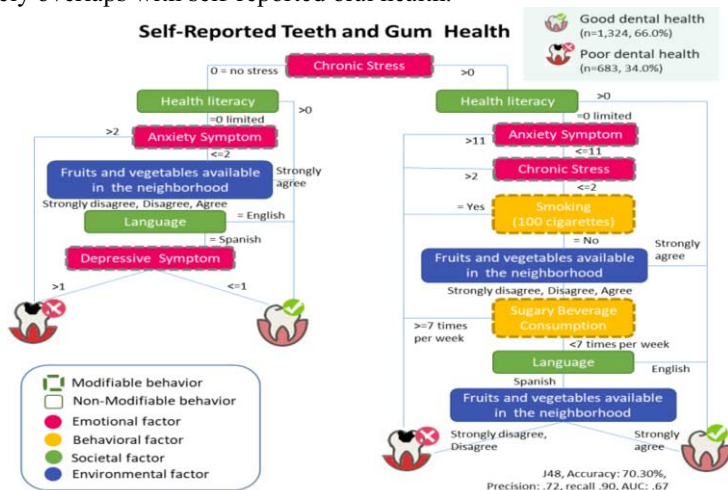 ely overlaps with self-reported oral health.
Self-Reported Teeth and Gum Health
Good dental health
(n=1,324, 66.0%)
Poor dental health
(n=683, 34.0%)
0 = no stress
Chronic Stress
>0
Health literacy
>0
=0 limited
>2
Anxiety Symptom
<=2
Fruits and vegetables available
in the neighborhood
Strongly
agree
Strongly disagree, Disagree, Agree
Language
= English
= Spanish
Depressive Symptom
>1
<=1
Health literacy
>0
=0 limited
>11
Anxiety Symptom
<=11
>2
Chronic Stress
<=2
= Yes
Smoking
(100 cigarettes)
= No
Strongly
agree
Fruits and vegetables available
in the neighborhood
Strongly disagree, Disagree, Agree
>=7 times
per week
Sugary Beverage
Consumption
<7 times per week
Language
English
Spanish
Fruits and vegetables available
in the neighborhood
Strongly disagree,
Disagree
Strongly
agree
Modifiable behavior
Non-Modifiable behavior
Emotional factor
Behavioral factor
Societal factor
Environmental factor
J48, Accuracy: 70.30%,
Precision: .72, recall .90, AUC: .67